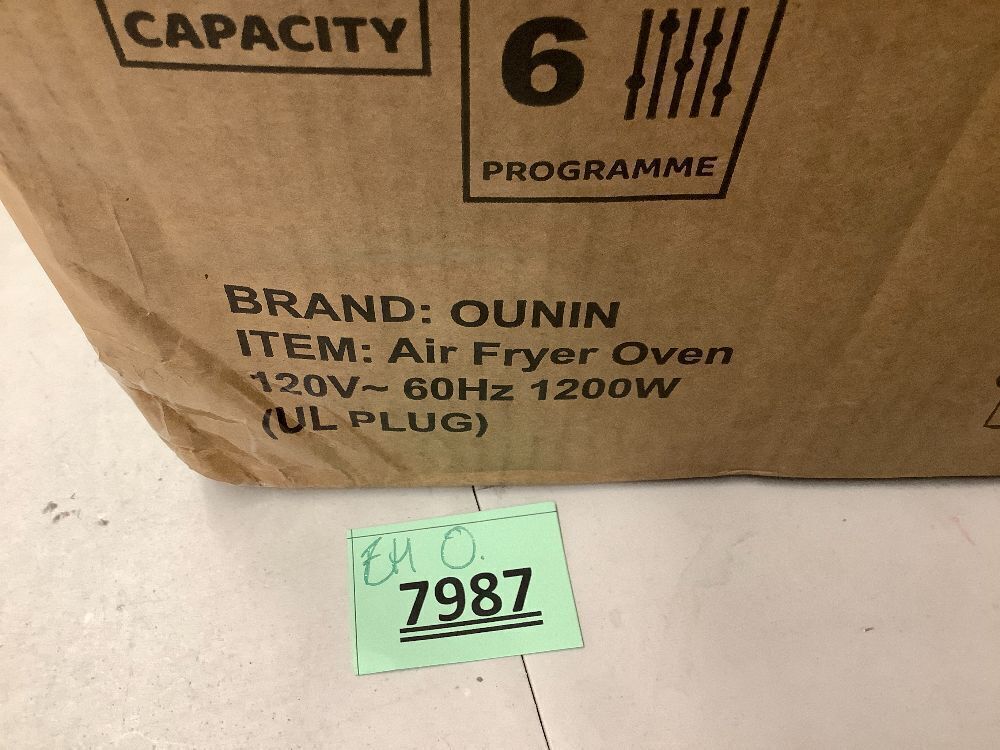 CAPACITY
6
PROGRAMME
BRAND: OUNIN
ITEM: Air Fryer Oven
120V~ 60Hz 1200W
(UL PLUG)
7987